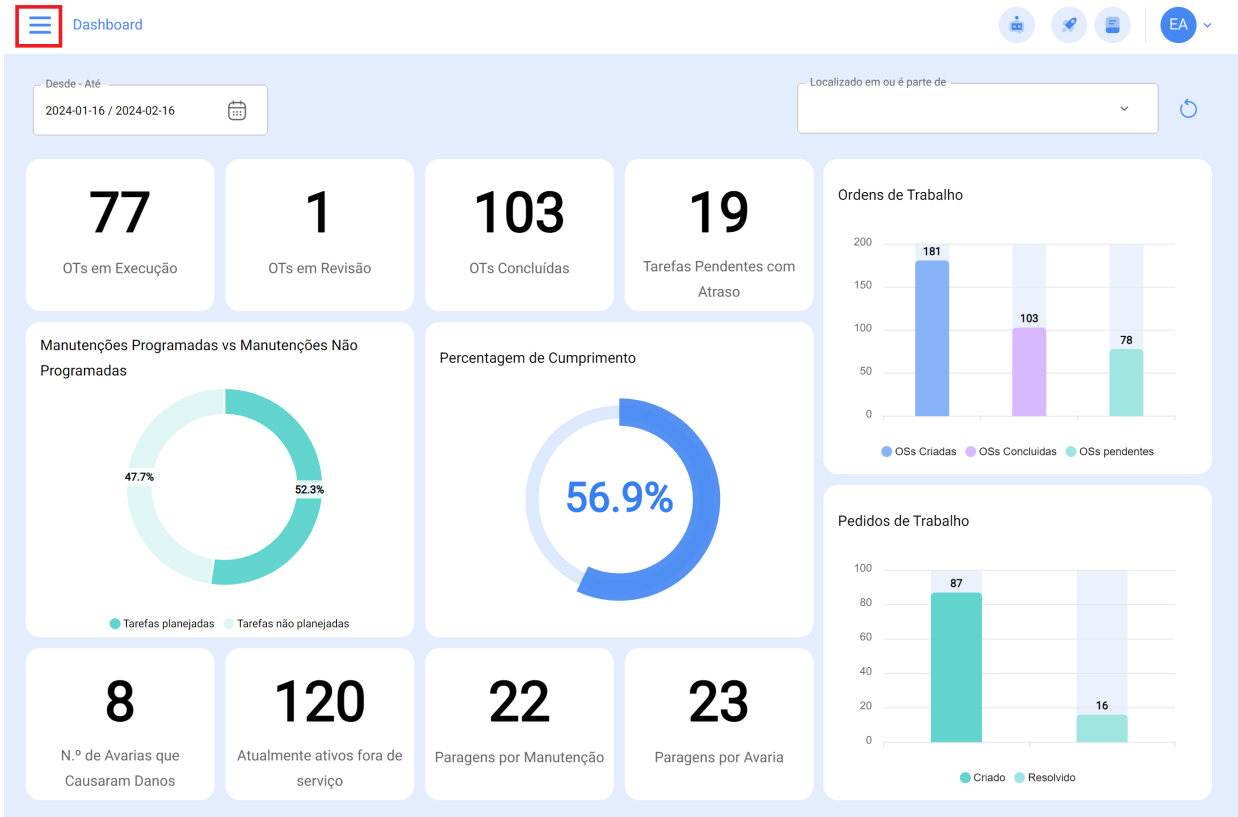 Dashboard
EA
Desde - Até
2024-01-16 / 2024-02-16
Localizado em ou é parte de
77
OTs em Execução
1
OTs em Revisão
103
OTs Concluídas
19
Tarefas Pendentes com
Atraso
Ordens de Trabalho
200
150
100
50
0
181
103
78
OSs Criadas
OSs Concluidas
OSs pendentes
Manutenções Programadas vs Manutenções Não
Programadas
47.7%
52.3%
Tarefas planejadas
Tarefas não planejadas
Percentagem de Cumprimento
56.9%
Pedidos de Trabalho
100
80
60
40
20
0
87
16
Criado
Resolvido
8
N.º de Avarias que
Causaram Danos
120
Atualmente ativos fora de
serviço
22
Paragens por Manutenção
23
Paragens por Avaria